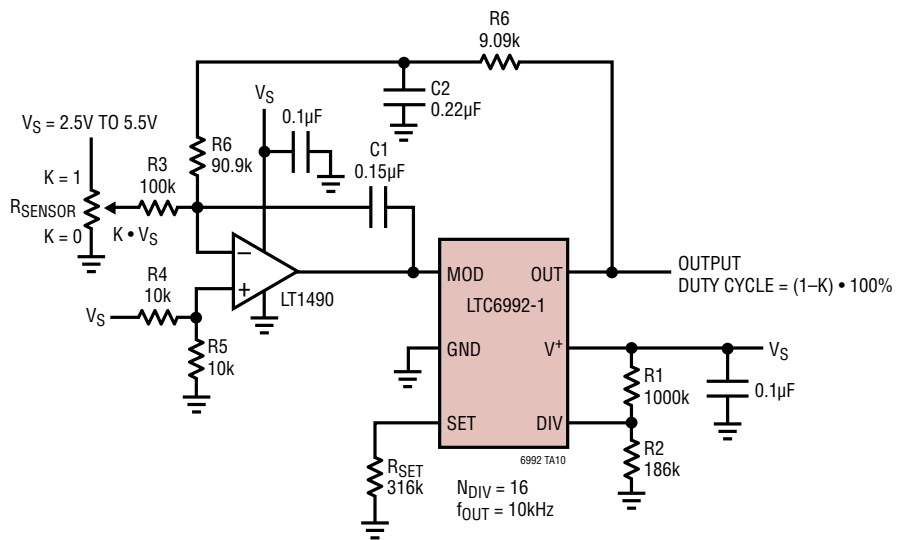 R6
9.09k
C2
0.22µF
VS
0.1µF
VS = 2.5V TO 5.5V
R6
90.9k
C1
0.15µF
R3
100k
K = 1
RSENSOR
K = 0
K • VS
R4
10k
VS
–
+
LT1490
R5
10k
MOD
OUT
LTC6992-1
GND
V+
SET
DIV
OUTPUT
DUTY CYCLE = (1–K) • 100%
VS
R1
1000k
0.1µF
R2
186k
6992 TA10
RSET
316k
NDIV = 16
fOUT = 10kHz